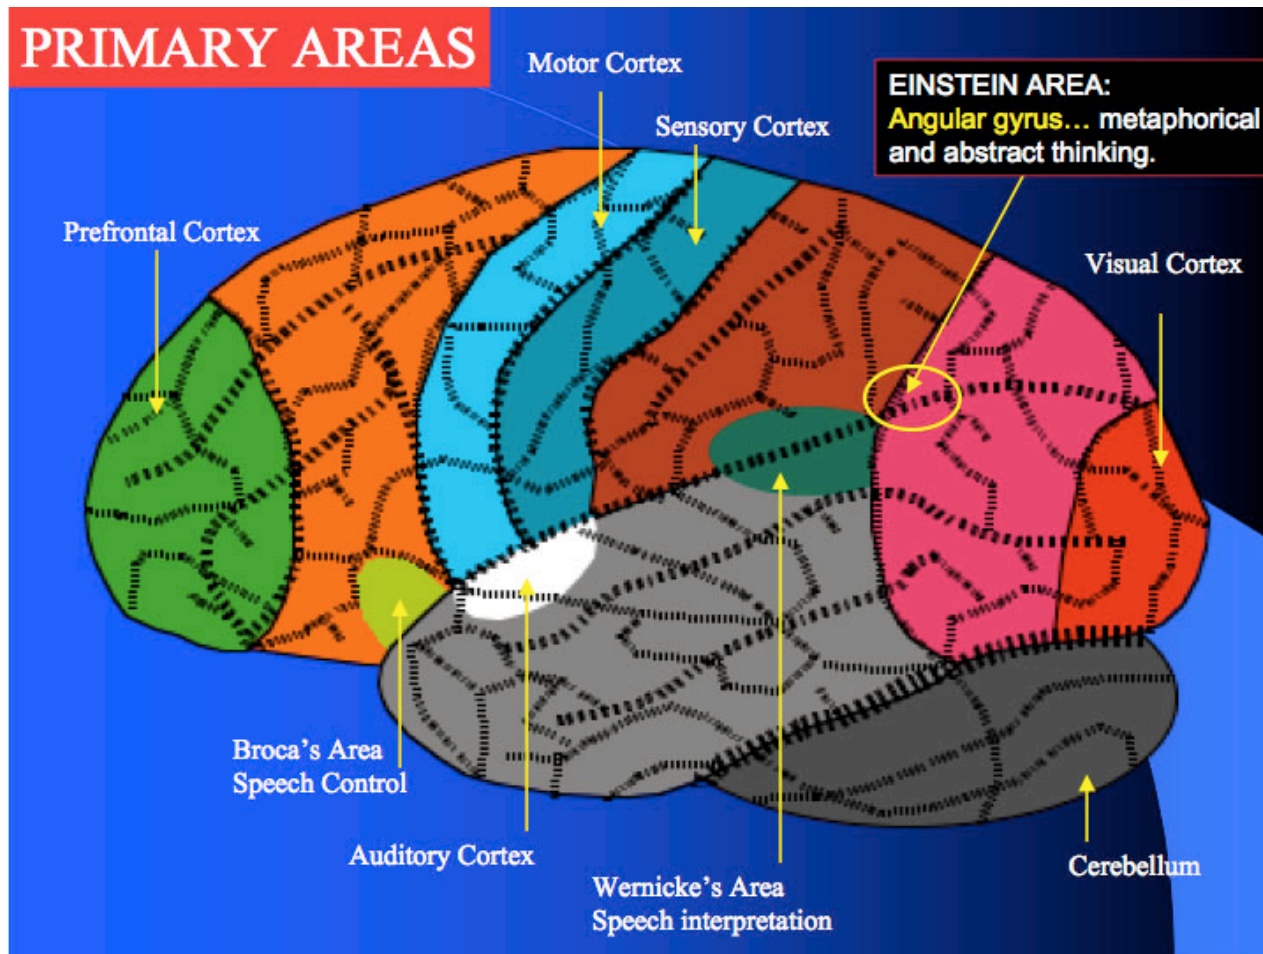 PRIMARY AREAS
Motor Cortex
EINSTEIN AREA:
Angular gyrus... metaphorical
and abstract thinking.
Sensory Cortex
Prefrontal Cortex
Visual Cortex
Broca's Area
Speech Control
Auditory Cortex
Wernicke's Area
Speech interpretation
Cerebellum